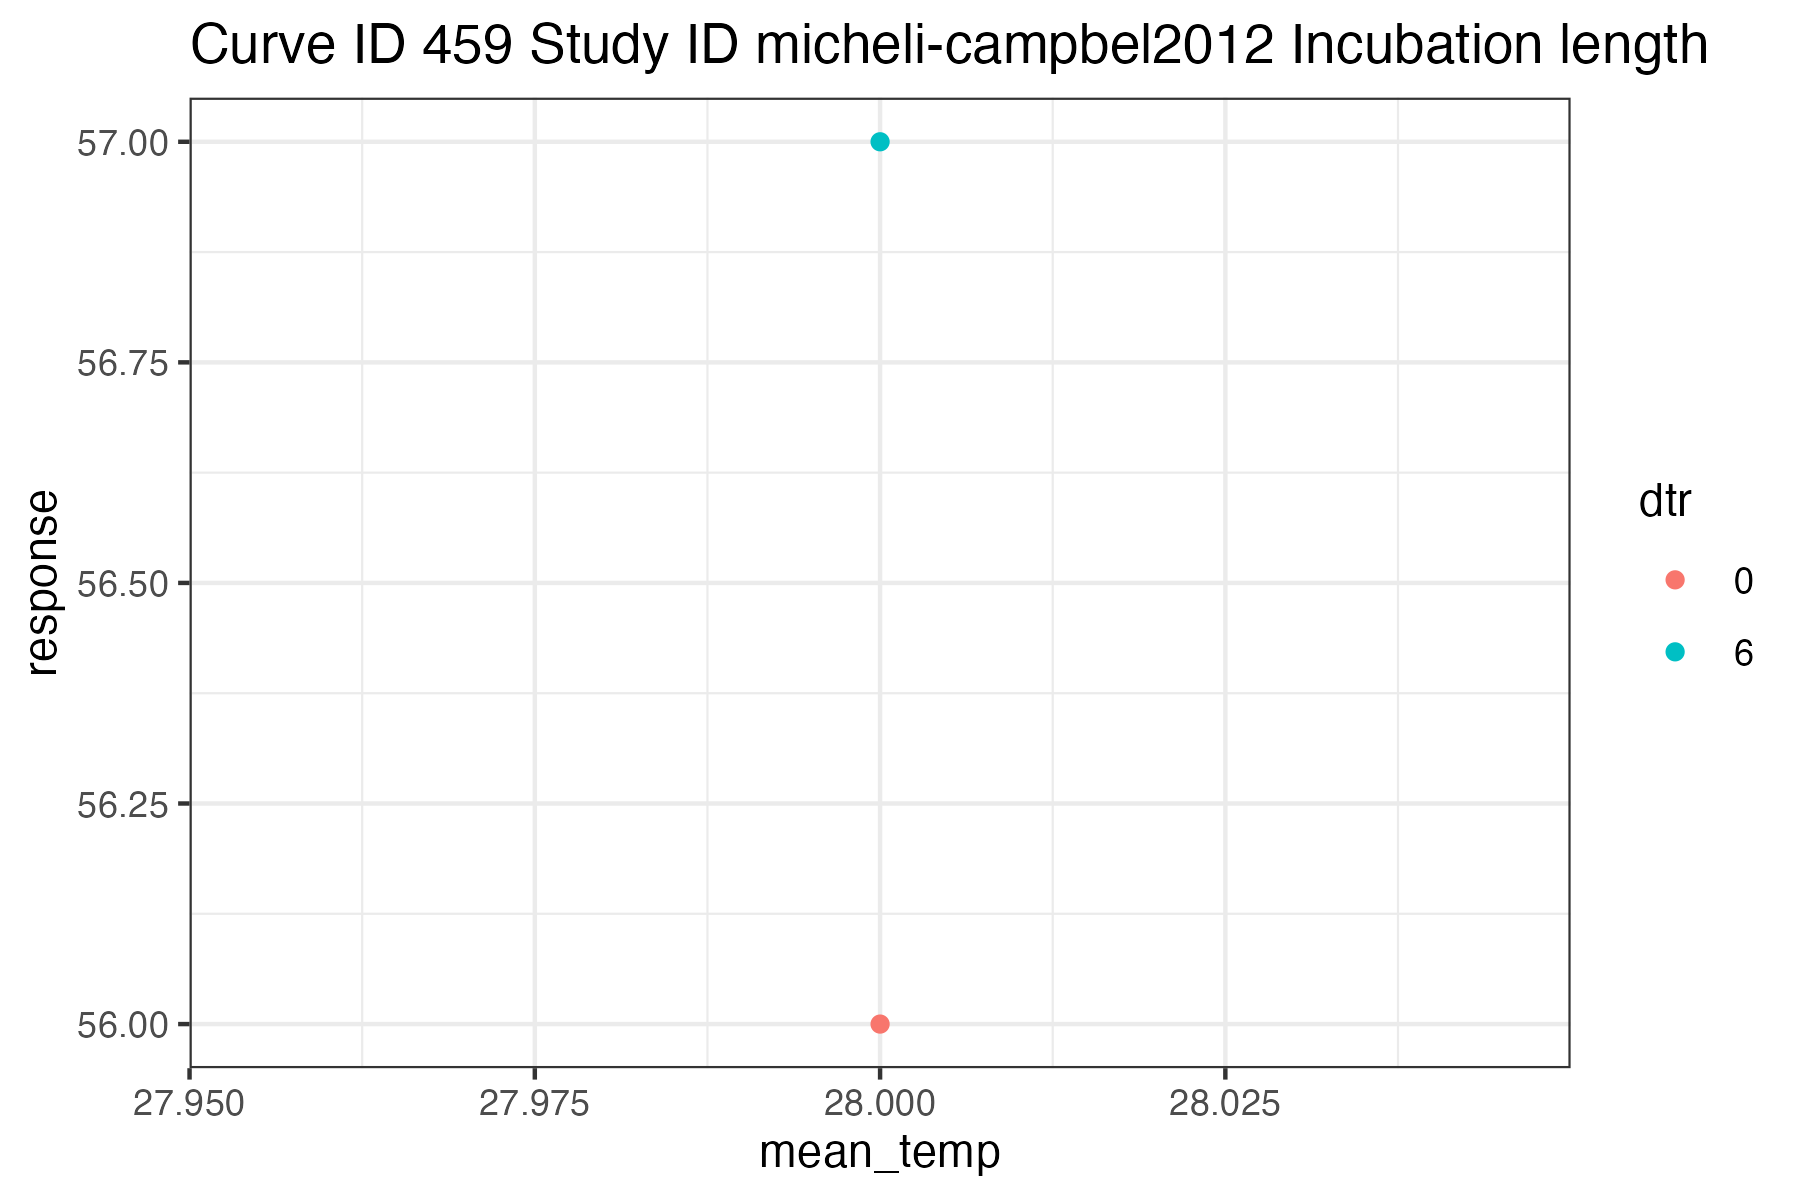 Curve ID 459 Study ID micheli-campbel2012 Incubation length
57.00
56.75
56.50
56.25
56.00
response
27.950 27.975 28.000 28.025
mean_temp
dtr
0
6